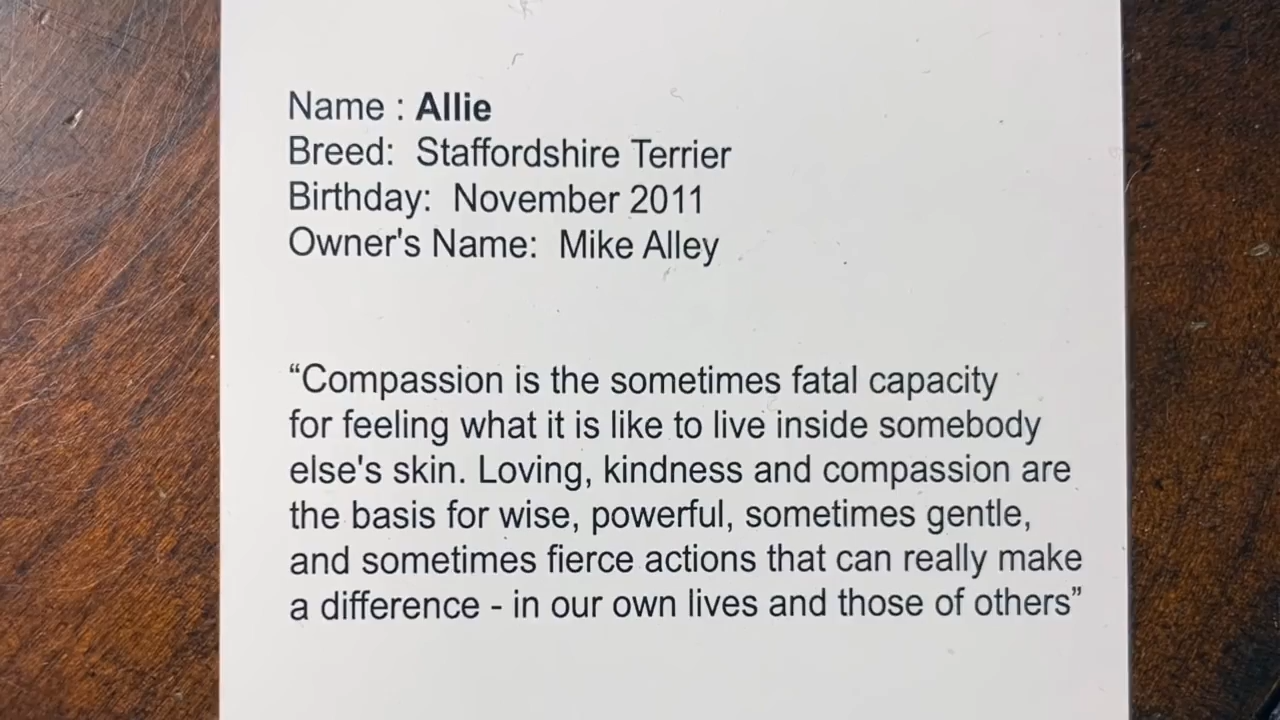 Name : Allie
Breed: Staffordshire Terrier
Birthday: November 2011
Owner's Name: Mike Alley
“Compassion is the sometimes fatal capacity
for feeling what it is like to live inside somebody
else's skin. Loving, kindness and compassion are
the basis for wise, powerful, sometimes gentle,
and sometimes fierce actions that can really make
a difference - in our own lives and those of others”